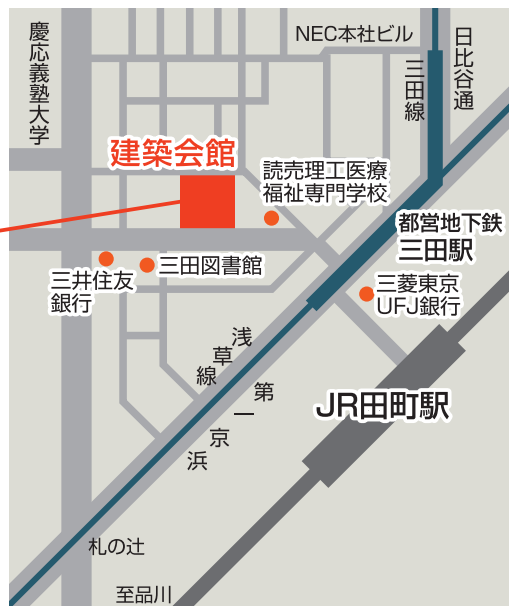 NEC本社ビル
日比谷通
慶応義塾大学
三田線
建築会館
読売理工医療
福祉専門学校
都営地下鉄
三田駅
三井住友
銀行
三田図書館
三菱東京
UFJ銀行
浅草線
第一京浜
JR田町駅
札の辻
至品川